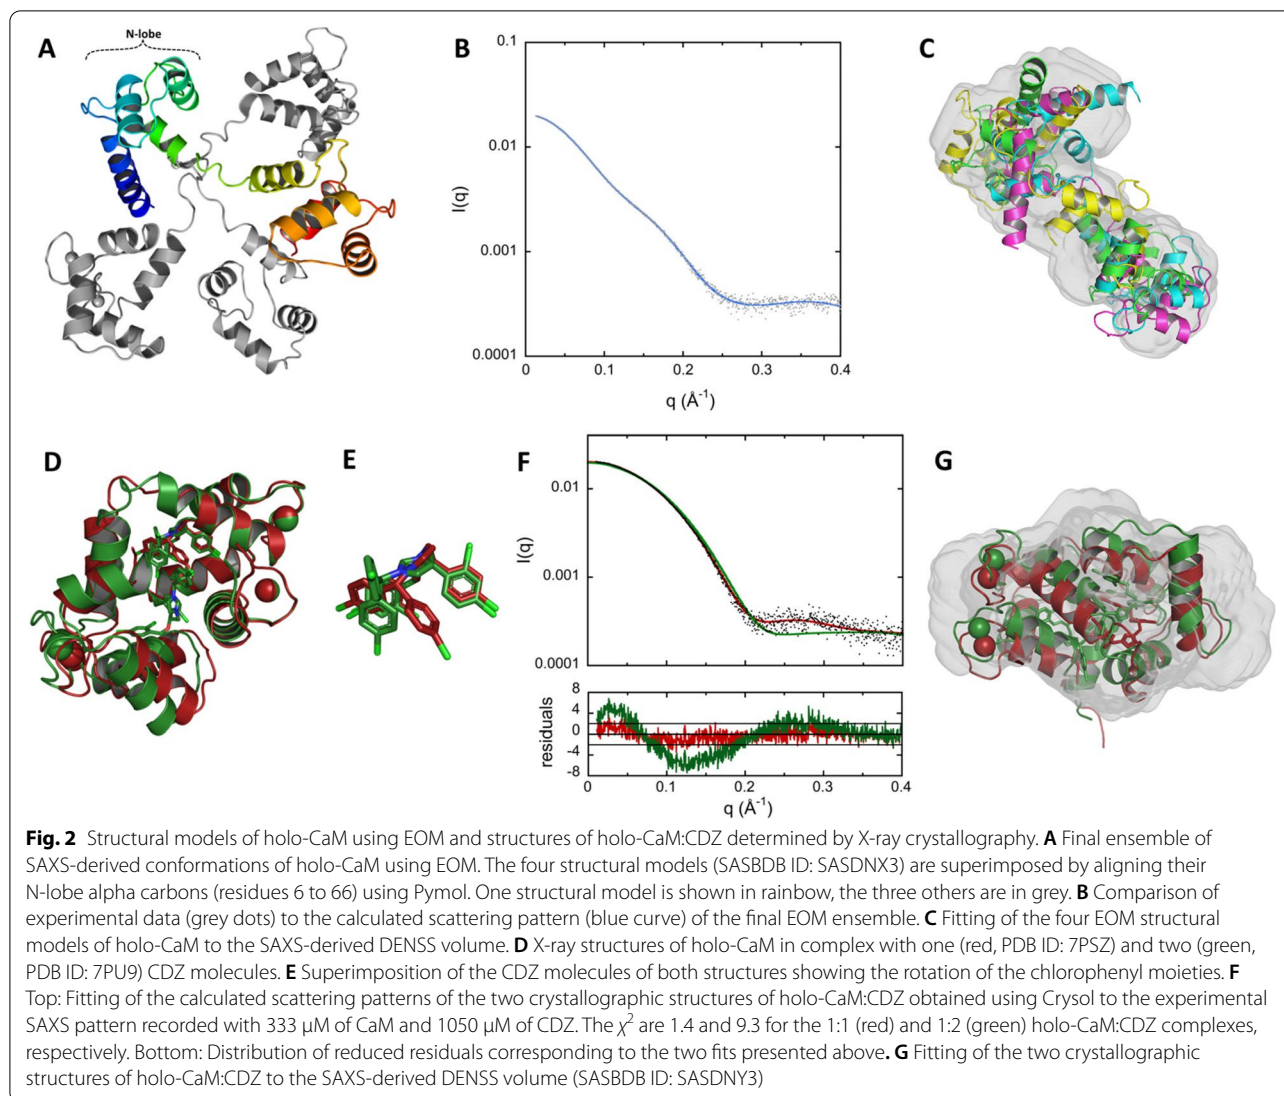 A
N-lobe
B
0.1
0.01
0.001
0.0001
I(q)
0
0.1
0.2
0.3
0.4
q (Å⁻¹)
C
D
E
F
0.01
0.001
0.0001
I(q)
8
4
0
-4
-8
residuals
0
0.1
0.2
0.3
0.4
q (Å⁻¹)
G
Fig. 2 Structural models of holo-CaM using EOM and structures of holo-CaM:CDZ determined by X-ray crystallography. A Final ensemble of
SAXS-derived conformations of holo-CaM using EOM. The four structural models (SASBDB ID: SASDNX3) are superimposed by aligning their
N-lobe alpha carbons (residues 6 to 66) using Pymol. One structural model is shown in rainbow, the three others are in grey. B Comparison of
experimental data (grey dots) to the calculated scattering pattern (blue curve) of the final EOM ensemble. C Fitting of the four EOM structural
models of holo-CaM to the SAXS-derived DENSS volume. D X-ray structures of holo-CaM in complex with one (red, PDB ID: 7PSZ) and two (green,
PDB ID: 7PU9) CDZ molecules. E Superimposition of the CDZ molecules of both structures showing the rotation of the chlorophenyl moieties. F
Top: Fitting of the calculated scattering patterns of the two crystallographic structures of holo-CaM:CDZ obtained using Crysol to the experimental
SAXS pattern recorded with 333 µM of CaM and 1050 µM of CDZ. The χ² are 1.4 and 9.3 for the 1:1 (red) and 1:2 (green) holo-CaM:CDZ complexes,
respectively. Bottom: Distribution of reduced residuals corresponding to the two fits presented above. G Fitting of the two crystallographic
structures of holo-CaM:CDZ to the SAXS-derived DENSS volume (SASBDB ID: SASDNY3)